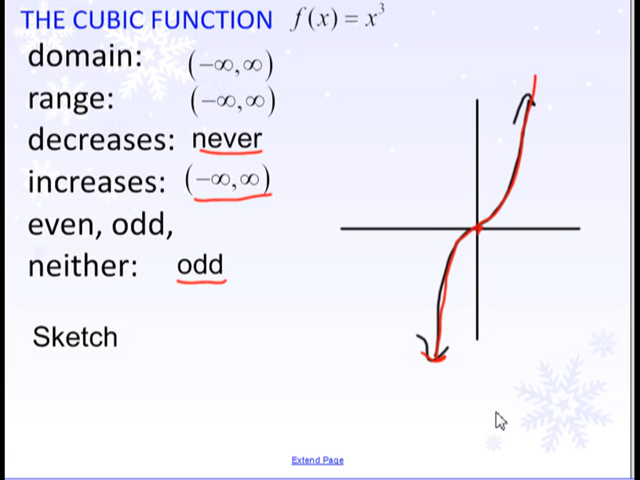 THE CUBIC FUNCTION f(x) = x³
domain: (−∞,∞)
range: (−∞,∞)
decreases: never
increases: (−∞,∞)
even, odd,
neither: odd
Sketch
Extend Page